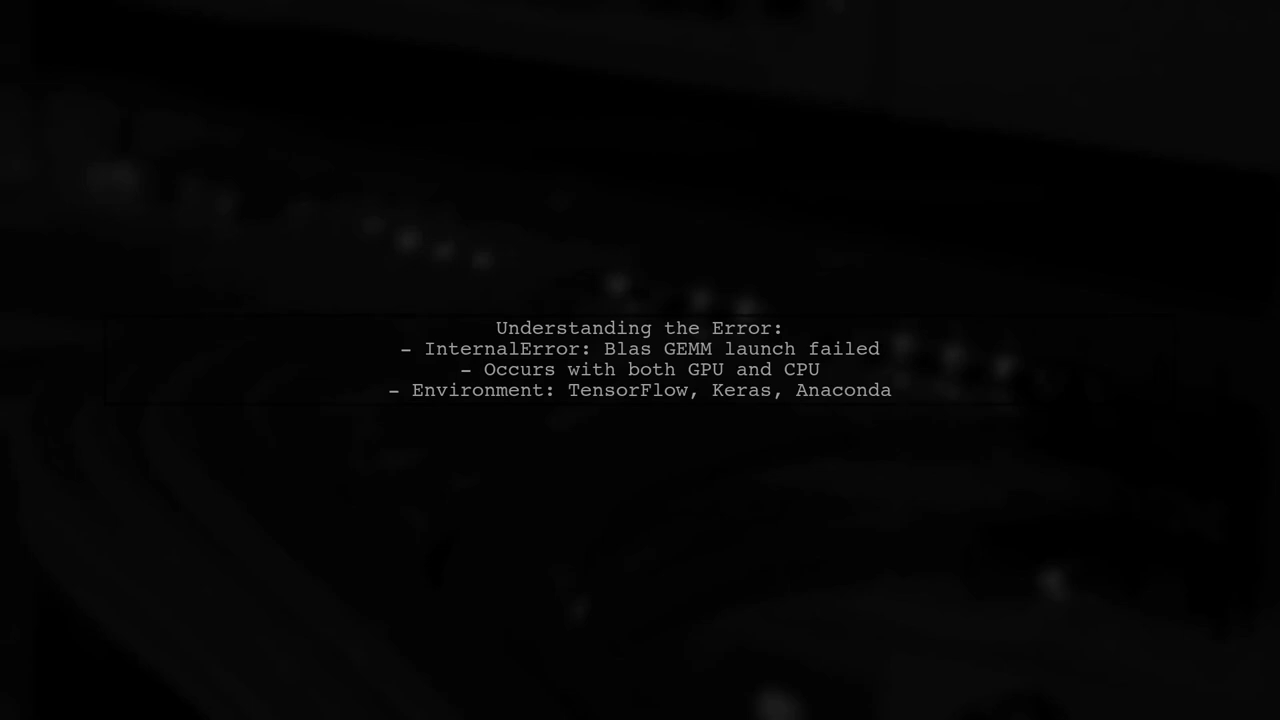 Understanding the Error:
- InternalError: Blas GEMM launch failed
- Occurs with both GPU and CPU
- Environment: TensorFlow, Keras, Anaconda